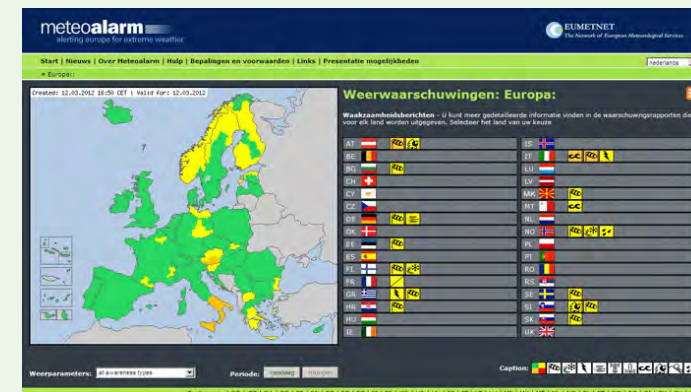 meteoalarm
alerting europe for extreme weather
EUMETNET
The Network of European Meteorological Services
Start | Nieuws | Over Meteoalarm | Hulp | Bepalingen en voorwaarden | Links | Presentatie mogelijkheden
nederlands
» Europe::
Created: 12.03.2012 16:50 CET | Valid for: 12.03.2012
Weerwaarschuwingen: Europa:
Waakzaamheidsberichten - U kunt meer gedetailleerde informatie vinden in de waarschuwingsrapporten die
voor elk land worden uitgegeven. Selecteer het land van uw keuze
AT IS
BE IT
BG LU
CH LV
CY MK
CZ MT
DE NL
DK NO
EE PL
ES PT
FI RO
FR RS
GR SE
HR SI
HU SK
IE UK
Weerparameters: all awareness types
Periode: vandaag morgen
Caption: